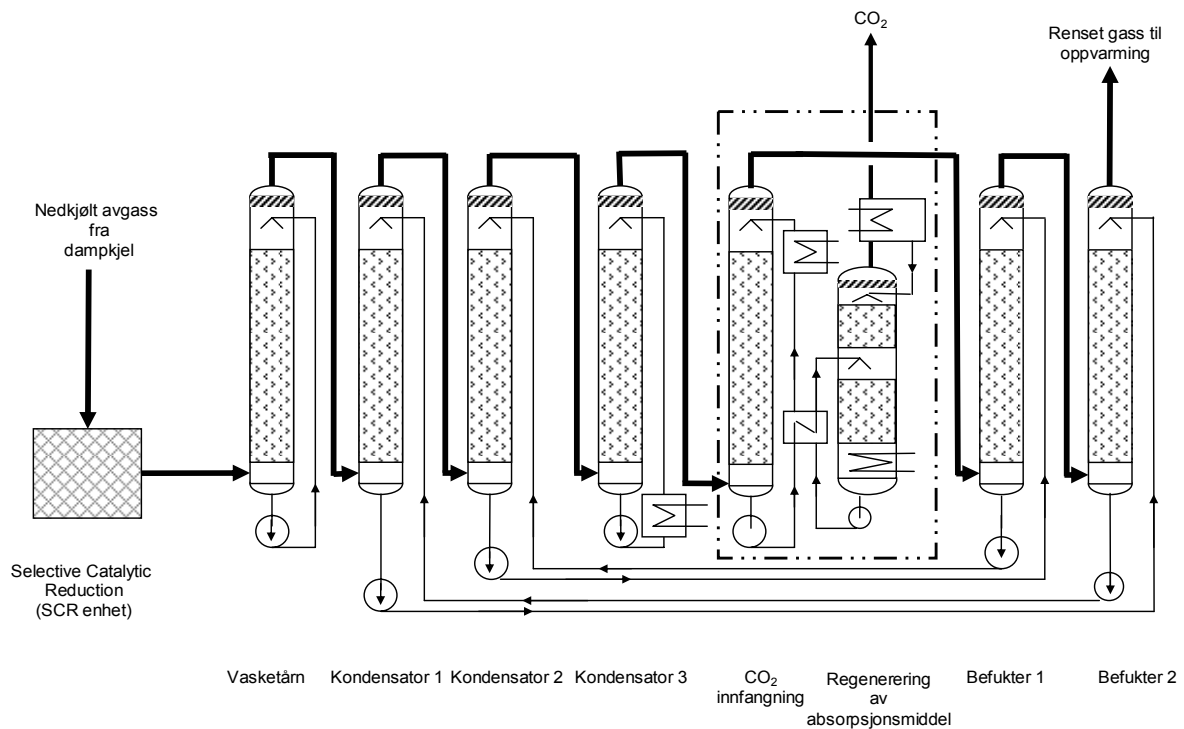 CO₂
Renset gass til
oppvarming
Nedkjølt avgass
fra
dampkjel
Selective Catalytic
Reduction
(SCR enhet)
Vasketårn
Kondensator 1
Kondensator 2
Kondensator 3
CO₂
innfangning
Regenerering
av
absorpsjonsmiddel
Befukter 1
Befukter 2